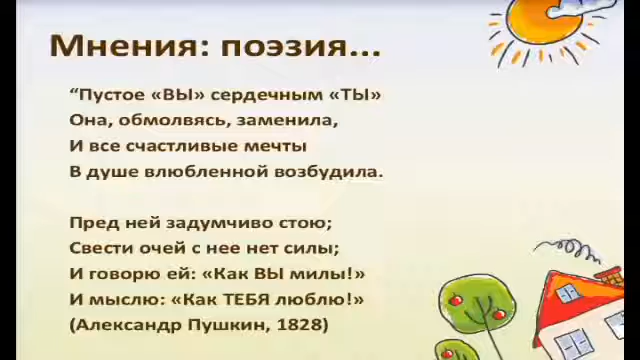 Мнения: поэзия...
“Пустое «ВЫ» сердечным «ТЫ»
Она, обмолвясь, заменила,
И все счастливые мечты
В душе влюбленной возбудила.
Пред ней задумчиво стою;
Свести очей с нее нет силы;
И говорю ей: «Как ВЫ милы!»
И мыслю: «Как ТЕБЯ люблю!»
(Александр Пушкин, 1828)